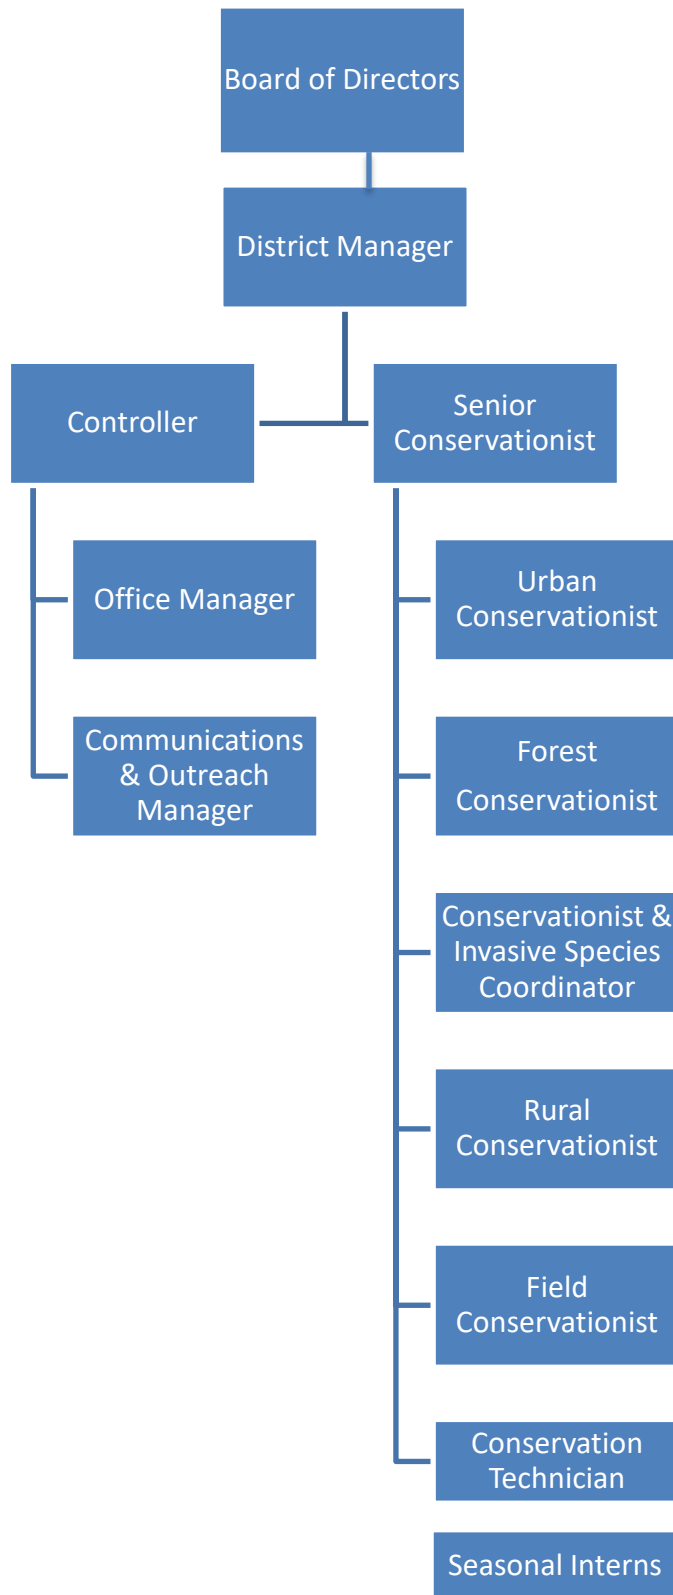 Board of Directors
District Manager
Controller
Senior
Conservationist
Office Manager
Communications
& Outreach
Manager
Urban
Conservationist
Forest
Conservationist
Conservationist &
Invasive Species
Coordinator
Rural
Conservationist
Field
Conservationist
Conservation
Technician
Seasonal Interns